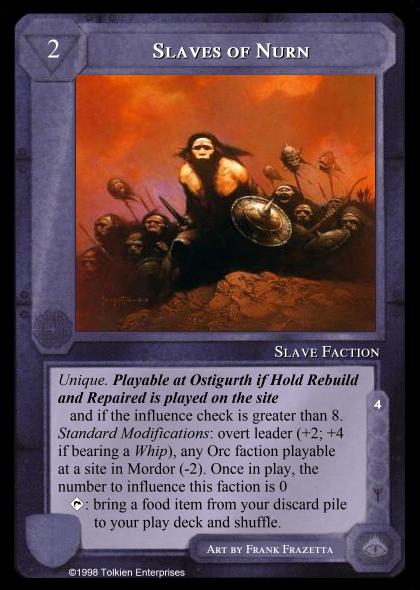 2
SLAVES OF NURN
SLAVE FACTION
Unique. Playable at Ostigurth if Hold Rebuild
and Repaired is played on the site
and if the influence check is greater than 8.
Standard Modifications: overt leader (+2; +4
if bearing a Whip), any Orc faction playable
at a site in Mordor (-2). Once in play, the
number to influence this faction is 0
: bring a food item from your discard pile
to your play deck and shuffle.
4
ART BY FRANK FRAZETTA
©1998 Tolkien Enterprises